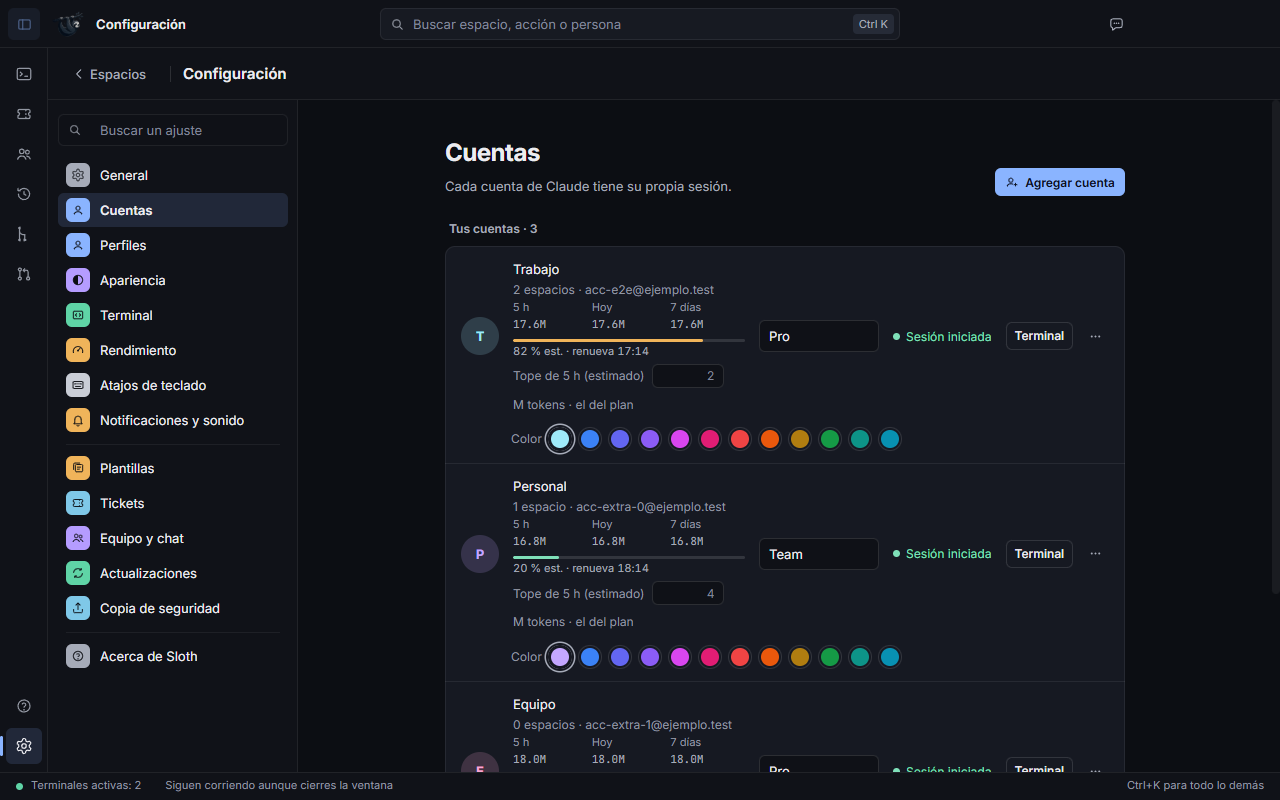 Configuración
Buscar espacio, acción o persona
Ctrl K
Espacios
Configuración
Buscar un ajuste
General
Cuentas
Perfiles
Apariencia
Terminal
Rendimiento
Atajos de teclado
Notificaciones y sonido
Plantillas
Tickets
Equipo y chat
Actualizaciones
Copia de seguridad
Acerca de Sloth
Cuentas
Cada cuenta de Claude tiene su propia sesión.
Agregar cuenta
Tus cuentas · 3
T
Trabajo
2 espacios · acc-e2e@ejemplo.test
5 h Hoy 7 días
17.6M 17.6M 17.6M
82 % est. · renueva 17:14
Tope de 5 h (estimado) 2
M tokens · el del plan
Color
Pro
Sesión iniciada
Terminal
P
Personal
1 espacio · acc-extra-0@ejemplo.test
5 h Hoy 7 días
16.8M 16.8M 16.8M
20 % est. · renueva 18:14
Tope de 5 h (estimado) 4
M tokens · el del plan
Color
Team
Sesión iniciada
Terminal
E
Equipo
0 espacios · acc-extra-1@ejemplo.test
5 h Hoy 7 días
18.0M 18.0M 18.0M
Pro
Sesión iniciada
Terminal
Terminales activas: 2
Siguen corriendo aunque cierres la ventana
Ctrl+K para todo lo demás